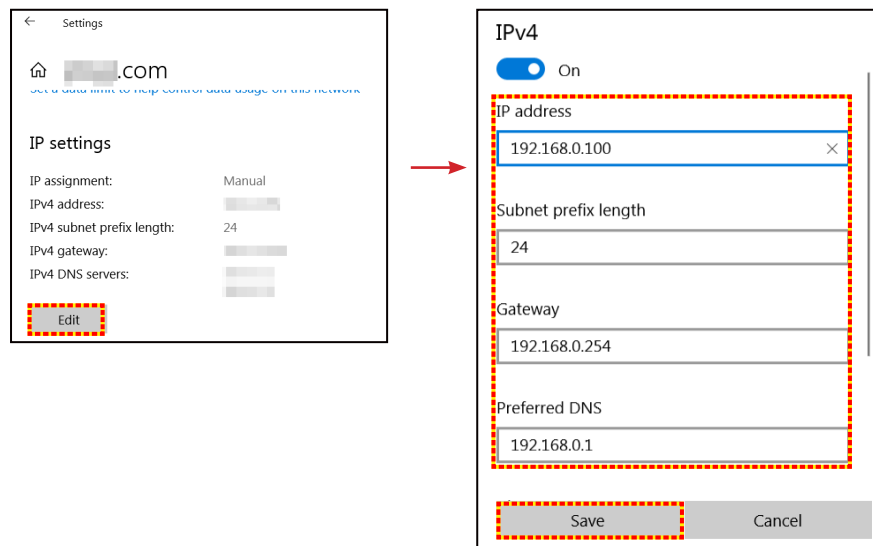 Settings
.com
Set a data limit to help control data usage on this network
IP settings
IP assignment: Manual
IPv4 address:
IPv4 subnet prefix length: 24
IPv4 gateway:
IPv4 DNS servers:
Edit
IPv4
On
IP address
192.168.0.100
Subnet prefix length
24
Gateway
192.168.0.254
Preferred DNS
192.168.0.1
Save Cancel